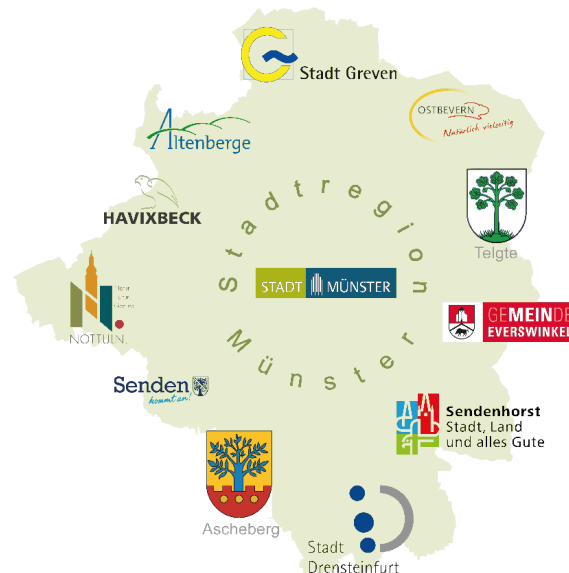 Stadt Greven
OSTBEVERN
Natürlich vielzeitig
Altenberge
HAVIXBECK
Telgte
Stadtregion
Münster
STADT MÜNSTER
NOTTULN.
GEMEINDE
EVERSWINKEL
Senden
kommt an!
Sendenhorst
Stadt, Land
und alles Gute
Ascheberg
Stadt
Drensteinfurt